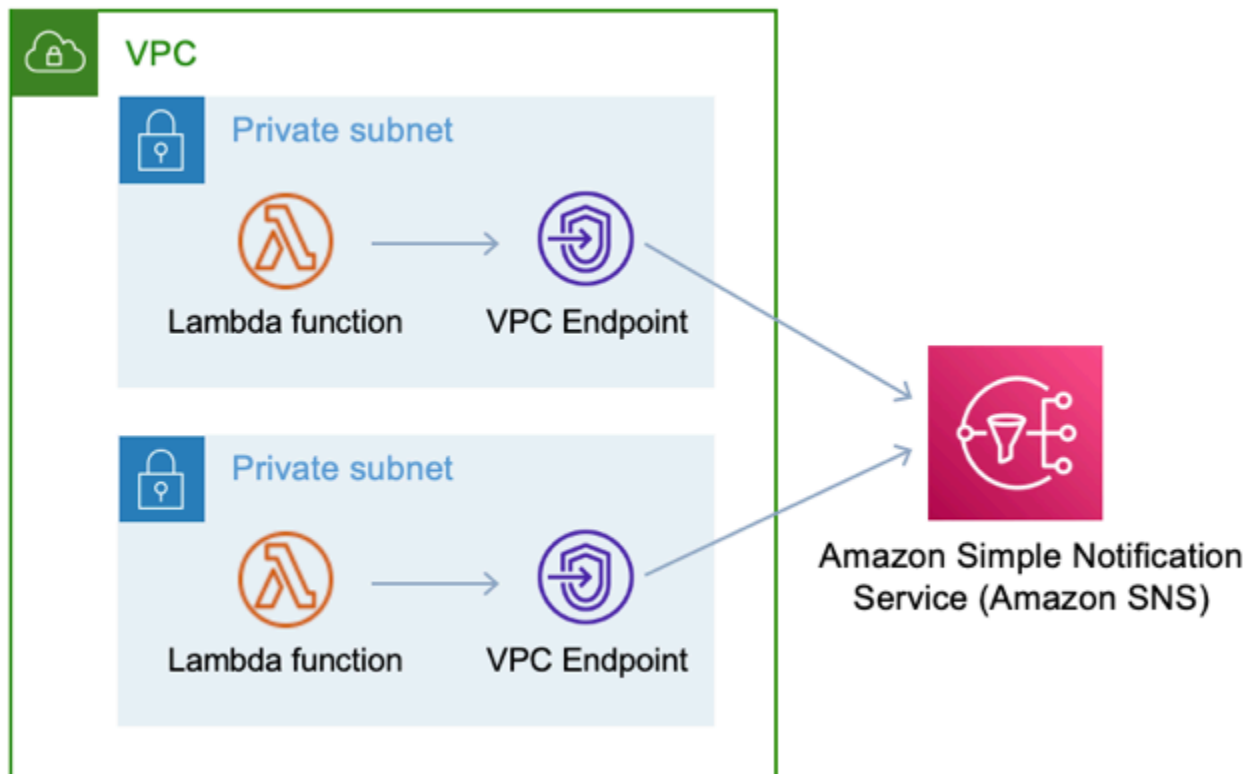 VPC
Private subnet
Lambda function
VPC Endpoint
Private subnet
Lambda function
VPC Endpoint
Amazon Simple Notification
Service (Amazon SNS)